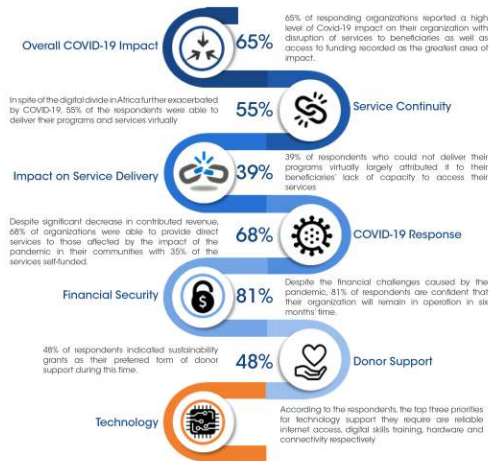 Overall COVID-19 Impact
65%
65% of responding organizations reported a high
level of Covid-19 impact on their organization with
disruption of services to beneficiaries as well as
access to funding recorded as the greatest area of
impact.
In spite of the digital divide in Africa further exacerbated
by COVID-19, 55% of the respondents were able to
deliver their programs and services virtually
55%
Service Continuity
Impact on Service Delivery
39%
39% of respondents who could not deliver their
programs virtually largely attributed it to their
beneficiaries' lack of capacity to access their
services
Despite significant decrease in contributed revenue,
68% of organizations were able to provide direct
services to those affected by the impact of the
pandemic in their communities with 35% of the
services self-funded.
68%
COVID-19 Response
Financial Security
$
81%
Despite the financial challenges caused by the
pandemic, 81% of respondents are confident that
their organization will remain in operation in six
months' time.
48% of respondents indicated sustainability
grants as their preferred form of donor
support during this time.
48%
Donor Support
Technology
According to the respondents, the top three priorities
for technology support they require are reliable
internet access, digital skills training, hardware and
connectivity respectively